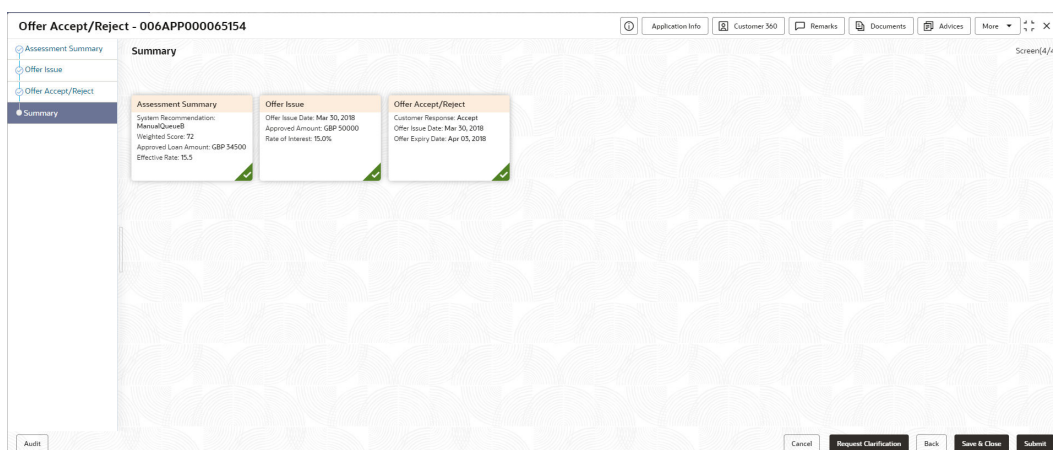 Offer Accept/Reject - 006APP000065154
Application Info
Customer 360
Remarks
Documents
Advices
More
Assessment Summary
Offer Issue
Offer Accept/Reject
Summary
Summary
Screen(4/4
Assessment Summary
System Recommendation:
ManualQueueB
Weighted Score: 72
Approved Loan Amount: GBP 34500
Effective Rate: 15.5
Offer Issue
Offer Issue Date: Mar 30, 2018
Approved Amount: GBP 50000
Rate of Interest: 15.0%
Offer Accept/Reject
Customer Response: Accept
Offer Issue Date: Mar 30, 2018
Offer Expiry Date: Apr 03, 2018
Audit
Cancel
Request Clarification
Back
Save & Close
Submit